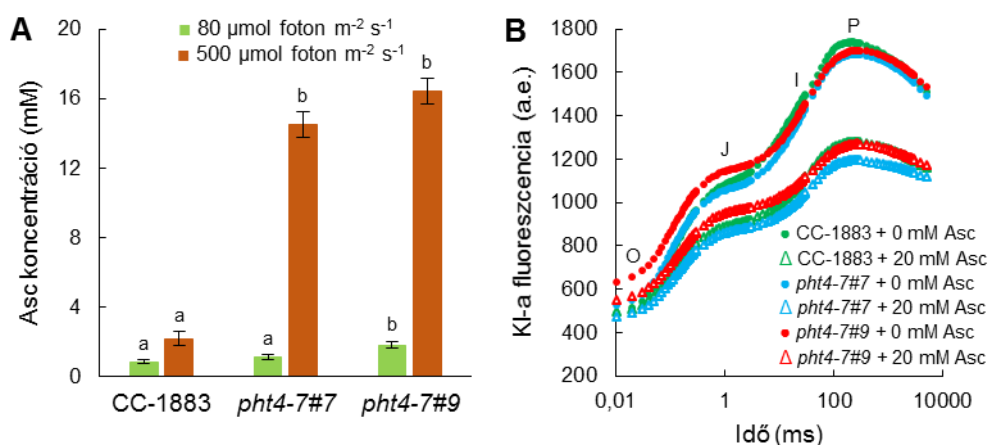 A
80 µmol foton m-2 s-1
500 µmol foton m-2 s-1
Asc koncentráció (mM)
20
16
12
8
4
0
a
a
a
b
b
b
CC-1883
pht4-7#7
pht4-7#9
B
Kl-a fluoreszcencia (a.e.)
1800
1600
1400
1200
1000
800
600
400
200
O
J
I
P
CC-1883 + 0 mM Asc
CC-1883 + 20 mM Asc
pht4-7#7 + 0 mM Asc
pht4-7#7 + 20 mM Asc
pht4-7#9 + 0 mM Asc
pht4-7#9 + 20 mM Asc
0,01
1
100
10000
Idő (ms)